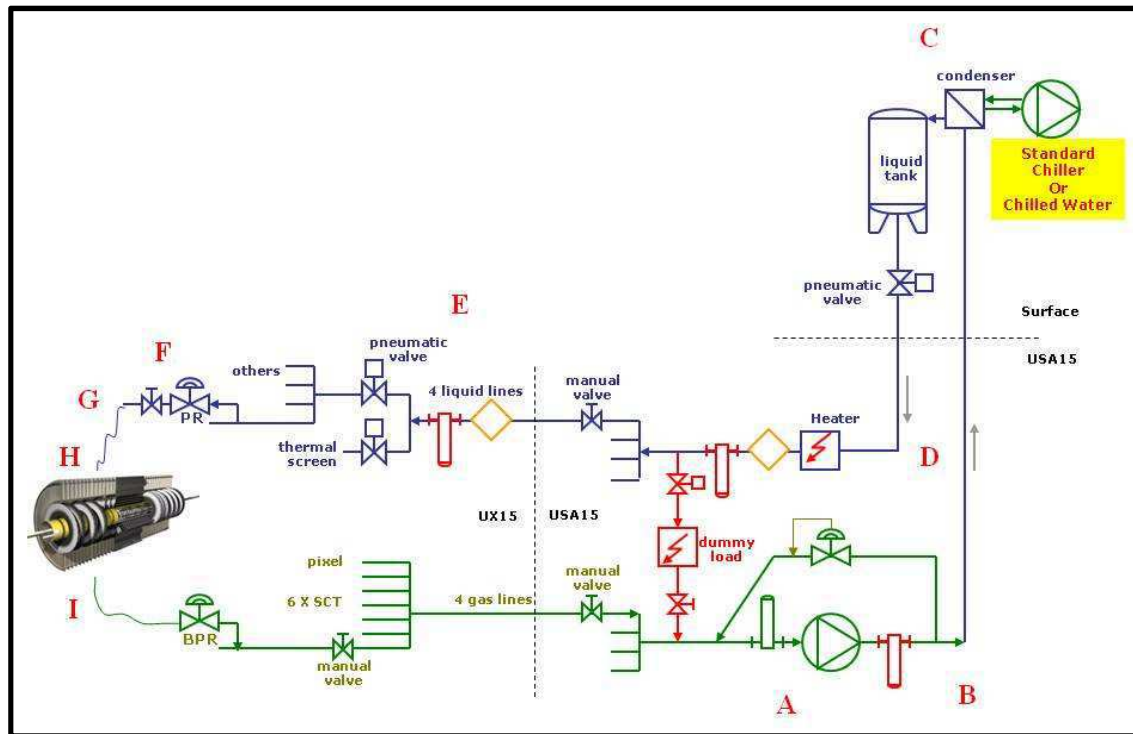 C
condenser
liquid
tank
Standard
Chiller
Or
Chilled Water
pneumatic
valve
Surface
USA15
E
pneumatic
valve
F
others
4 liquid lines
manual
valve
Heater
G
PR
thermal
screen
D
H
UX15
USA15
dummy
load
pixel
manual
valve
6 X SCT
4 gas lines
I
BPR
manual
valve
A
B